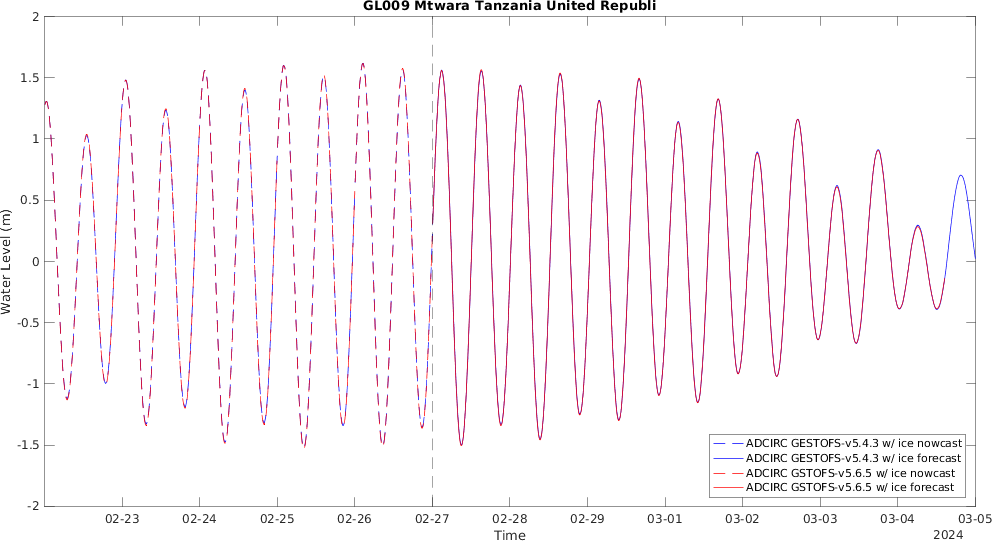 GL009 Mtwara Tanzania United Republi
2
1.5
1
0.5
0
-0.5
-1
-1.5
-2
Water Level (m)
02-23 02-24 02-25 02-26 02-27 02-28 02-29 03-01 03-02 03-03 03-04 03-05
Time
2024
ADCIRC GESTOFS-v5.4.3 w/ ice nowcast
ADCIRC GESTOFS-v5.4.3 w/ ice forecast
ADCIRC GSTOFS-v5.6.5 w/ ice nowcast
ADCIRC GSTOFS-v5.6.5 w/ ice forecast